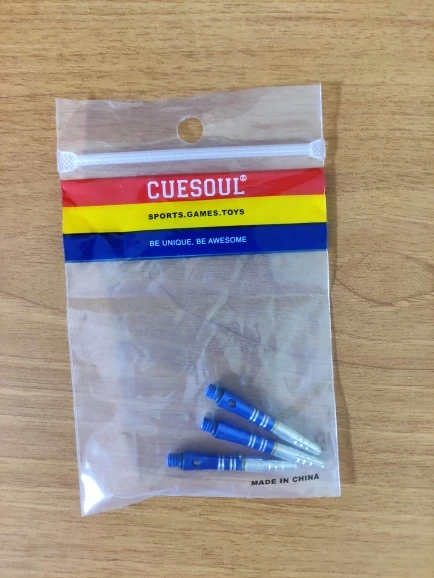 CUESOUL®
SPORTS.GAMES.TOYS
BE UNIQUE, BE AWESOME
MADE IN CHINA